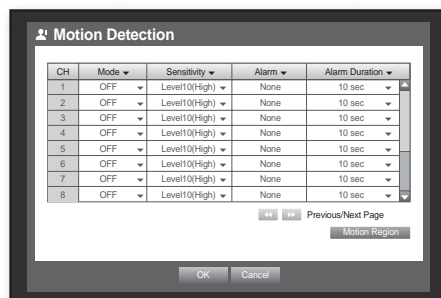 Motion Detection
CH Mode Sensitivity Alarm Alarm Duration
1 OFF Level10(High) None 10 sec
2 OFF Level10(High) None 10 sec
3 OFF Level10(High) None 10 sec
4 OFF Level10(High) None 10 sec
5 OFF Level10(High) None 10 sec
6 OFF Level10(High) None 10 sec
7 OFF Level10(High) None 10 sec
8 OFF Level10(High) None 10 sec
Previous/Next Page
Motion Region
OK Cancel